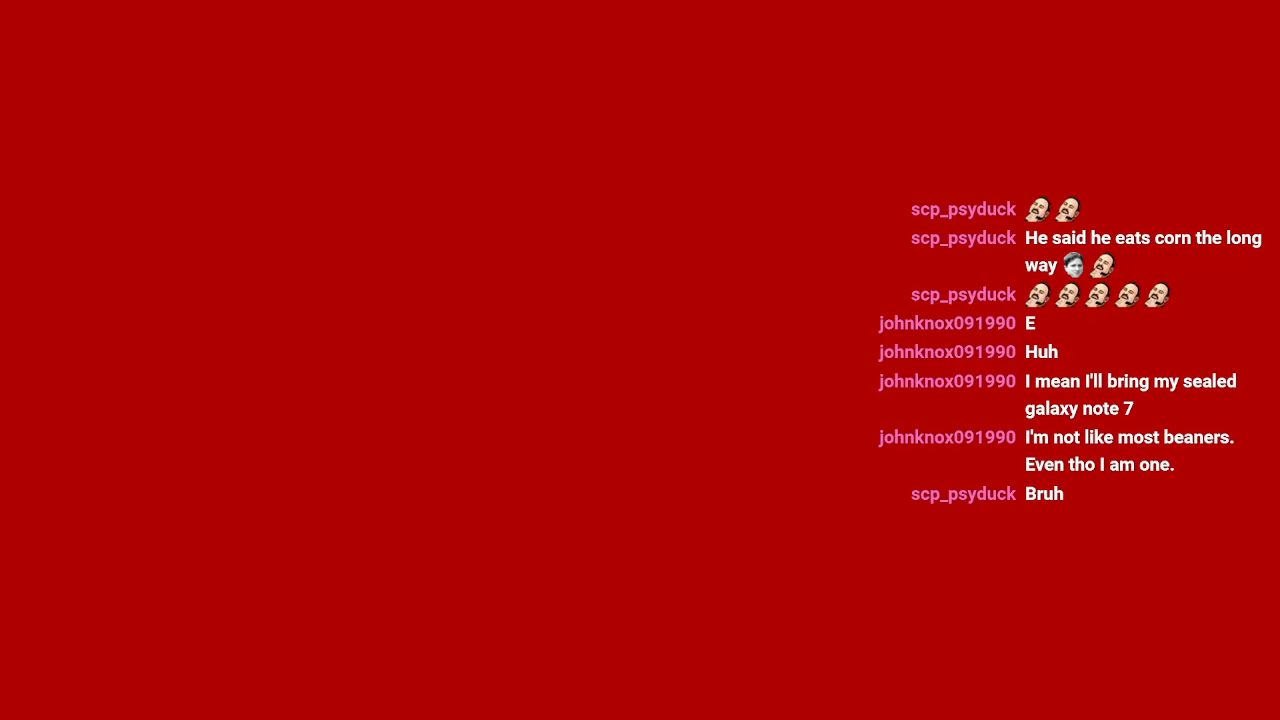 scp_psyduck
scp_psyduck He said he eats corn the long
way
scp_psyduck
johnknox091990 E
johnknox091990 Huh
johnknox091990 I mean I'll bring my sealed
galaxy note 7
johnknox091990 I'm not like most beaners.
Even tho I am one.
scp_psyduck Bruh